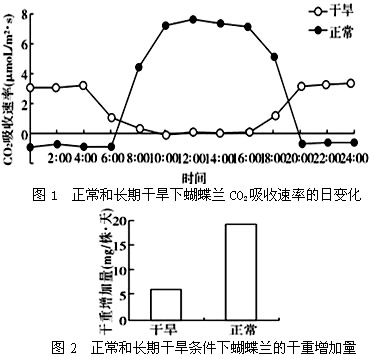 CO₂吸收速率(μmoL/m²·s)
8
6
4
2
0
干旱
正常
2:00 4:00 6:00 8:00 10:00 12:00 14:00 16:00 18:00 20:00 22:00 24:00
时间
图 1 正常和长期干旱下蝴蝶兰 CO₂吸收速率的日变化
干重增加量(mg/株·天)
20
15
10
5
0
干旱 正常
图 2 正常和长期干旱条件下蝴蝶兰的干重增加量